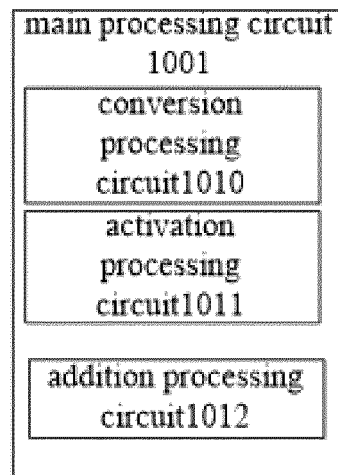 main processing circuit
1001
conversion
processing
circuit1010
activation
processing
circuit1011
addition processing
circuit1012